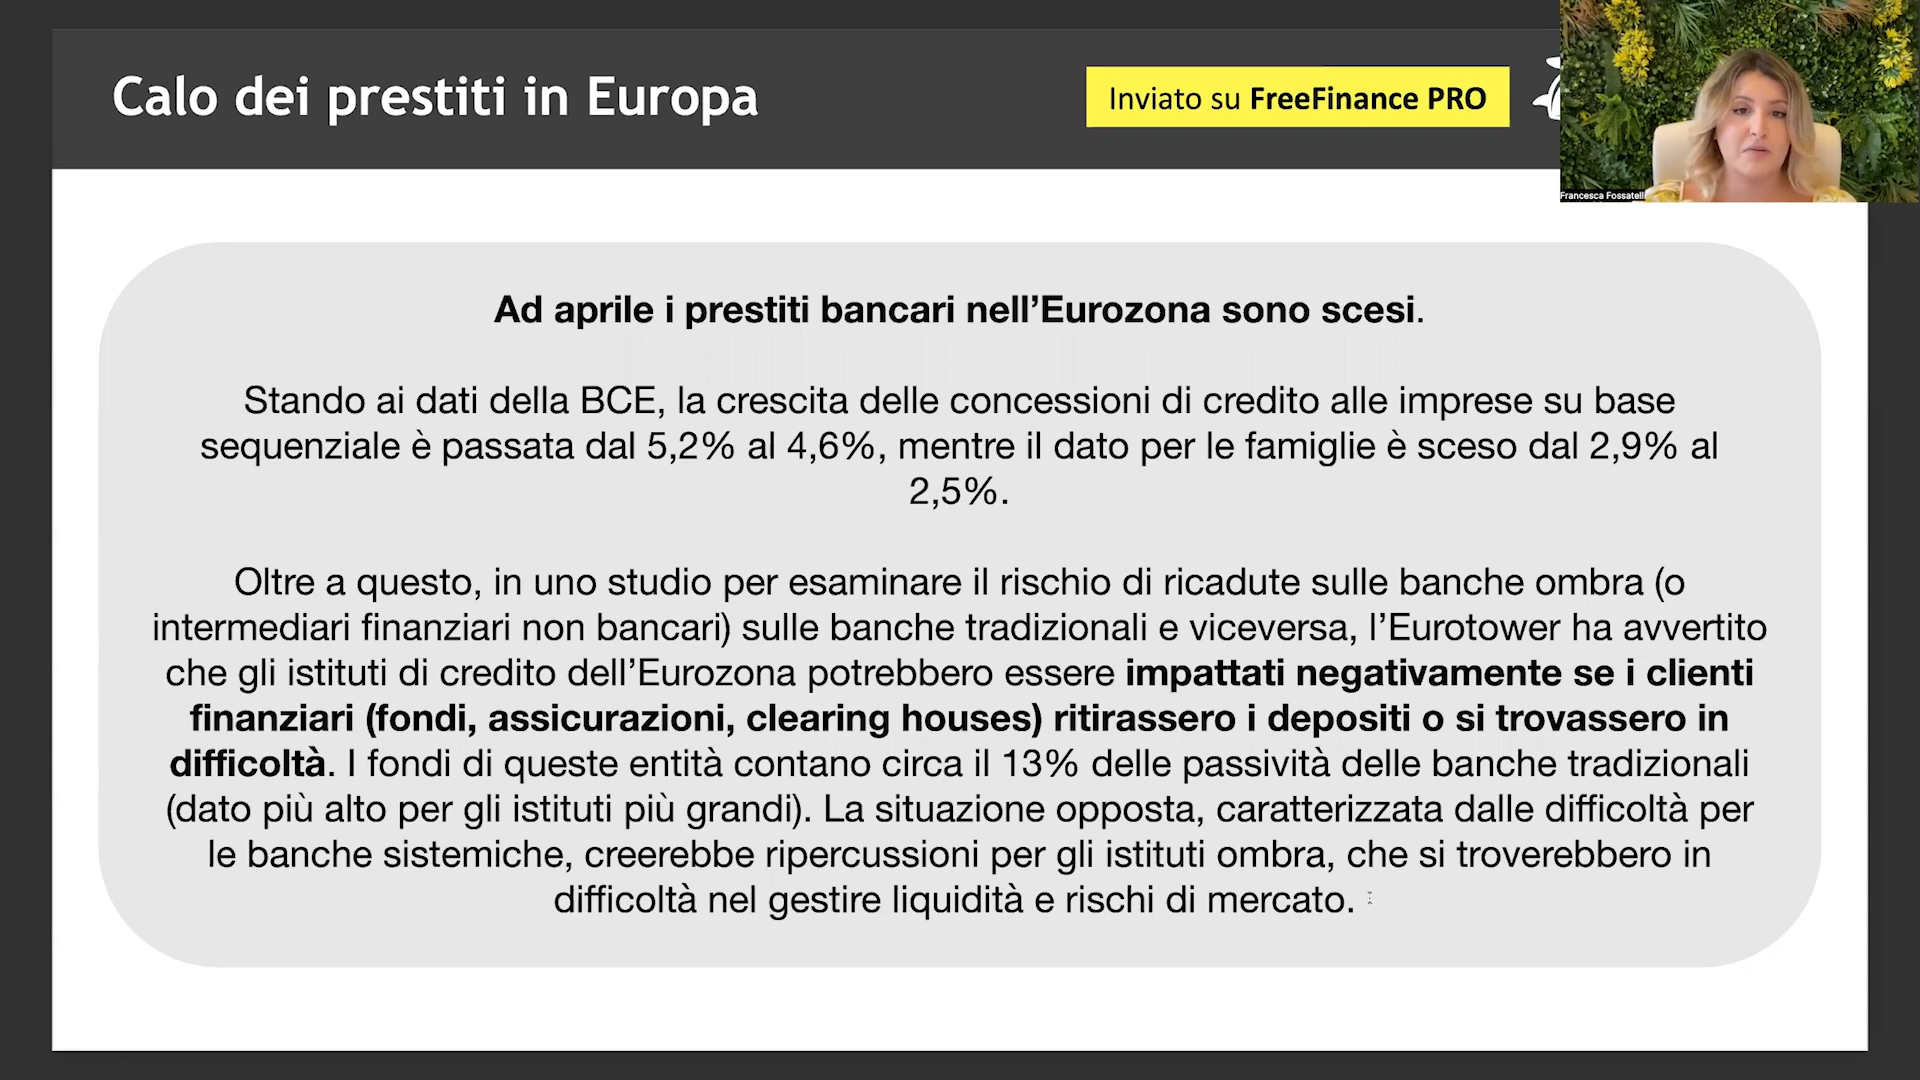 Calo dei prestiti in Europa
Inviato su FreeFinance PRO
Francesca Fossatelli
Ad aprile i prestiti bancari nell’Eurozona sono scesi.
Stando ai dati della BCE, la crescita delle concessioni di credito alle imprese su base
sequenziale è passata dal 5,2% al 4,6%, mentre il dato per le famiglie è sceso dal 2,9% al
2,5%.
Oltre a questo, in uno studio per esaminare il rischio di ricadute sulle banche ombra (o
intermediari finanziari non bancari) sulle banche tradizionali e viceversa, l’Eurotower ha avvertito
che gli istituti di credito dell’Eurozona potrebbero essere impattati negativamente se i clienti
finanziari (fondi, assicurazioni, clearing houses) ritirassero i depositi o si trovassero in
difficoltà. I fondi di queste entità contano circa il 13% delle passività delle banche tradizionali
(dato più alto per gli istituti più grandi). La situazione opposta, caratterizzata dalle difficoltà per
le banche sistemiche, creerebbe ripercussioni per gli istituti ombra, che si troverebbero in
difficoltà nel gestire liquidità e rischi di mercato.